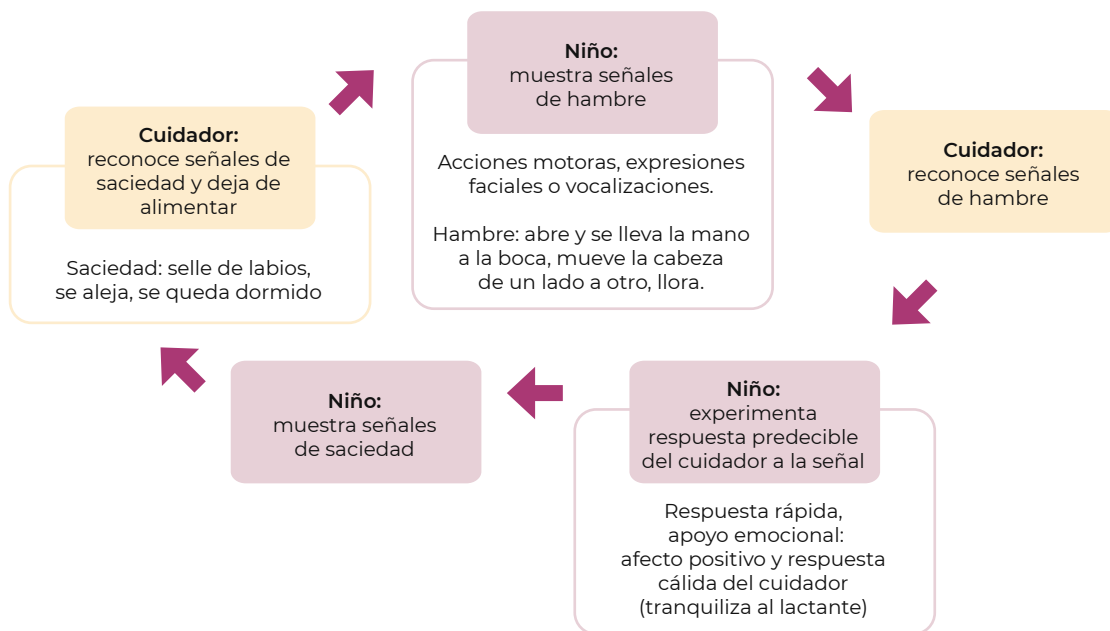 Niño:
muestra señales
de hambre
Acciones motoras, expresiones
faciales o vocalizaciones.
Hambre: abre y se lleva la mano
a la boca, mueve la cabeza
de un lado a otro, llora.
Cuidador:
reconoce señales
de hambre
Niño:
experimenta
respuesta predecible
del cuidador a la señal
Respuesta rápida,
apoyo emocional:
afecto positivo y respuesta
cálida del cuidador
(tranquiliza al lactante)
Niño:
muestra señales
de saciedad
Cuidador:
reconoce señales de
saciedad y deja de
alimentar
Saciedad: selle de labios,
se aleja, se queda dormido